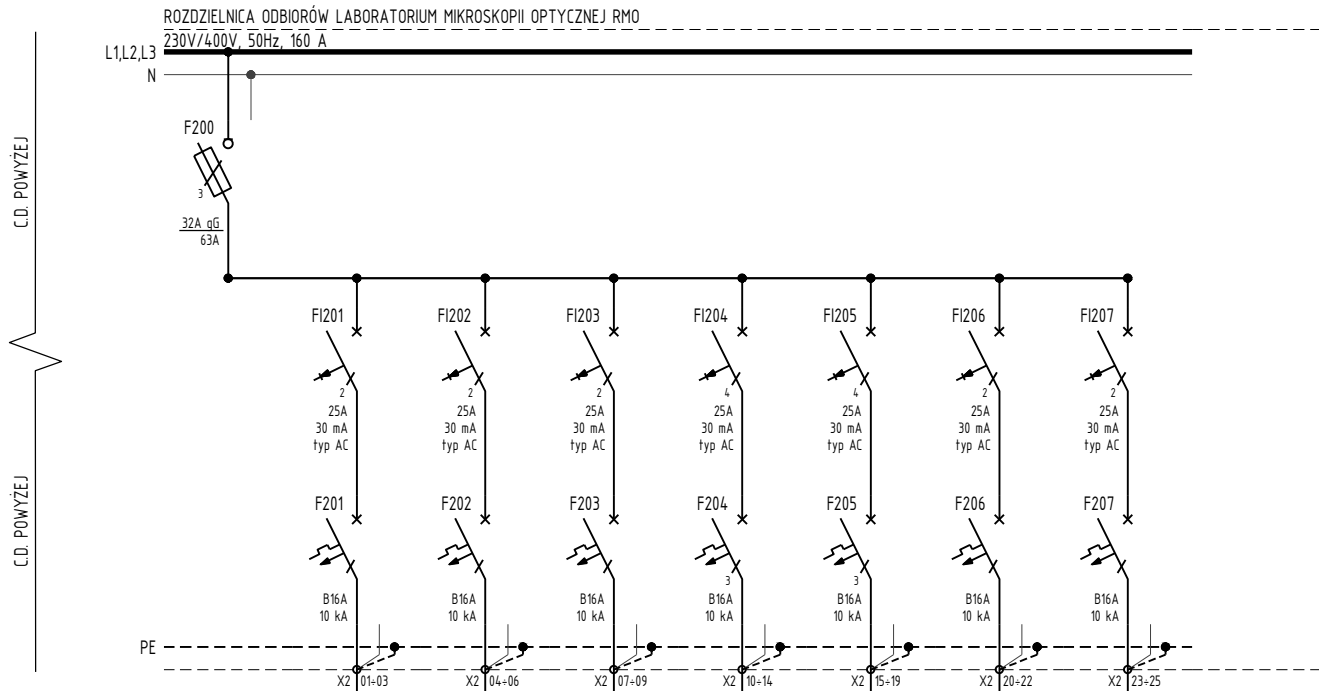 ROZDZIELNICA ODBIORÓW LABORATORIUM MIKROSKOPII OPTYCZNEJ RMO
230V/400V, 50Hz, 160 A
L1,L2,L3
N
C.D. POWYŻEJ
F200
3
32A gG
63A
FI201 FI202 FI203 FI204 FI205 FI206 FI207
2 2 2 4 4 2 2
25A 25A 25A 25A 25A 25A 25A
30 mA 30 mA 30 mA 30 mA 30 mA 30 mA 30 mA
typ AC typ AC typ AC typ AC typ AC typ AC typ AC
C.D. POWYŻEJ
F201 F202 F203 F204 F205 F206 F207
3 3
B16A B16A B16A B16A B16A B16A B16A
10 kA 10 kA 10 kA 10 kA 10 kA 10 kA 10 kA
PE
X2 01÷03 X2 04÷06 X2 07÷09 X2 10÷14 X2 15÷19 X2 20÷22 X2 23÷25